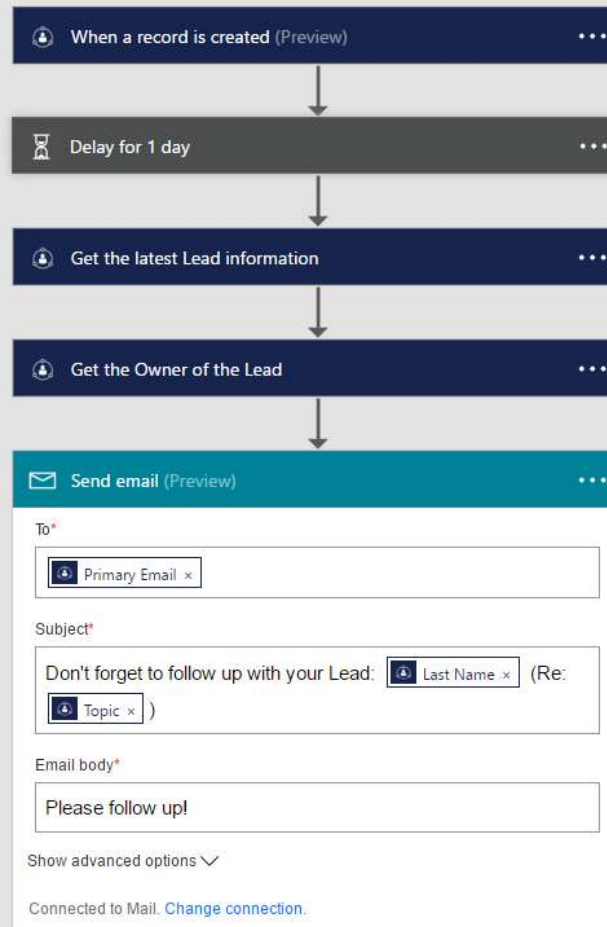 When a record is created (Preview)
Delay for 1 day
Get the latest Lead information
Get the Owner of the Lead
Send email (Preview)
To*
Primary Email ×
Subject*
Don't forget to follow up with your Lead: Last Name × (Re:
Topic × )
Email body*
Please follow up!
Show advanced options
Connected to Mail. Change connection.